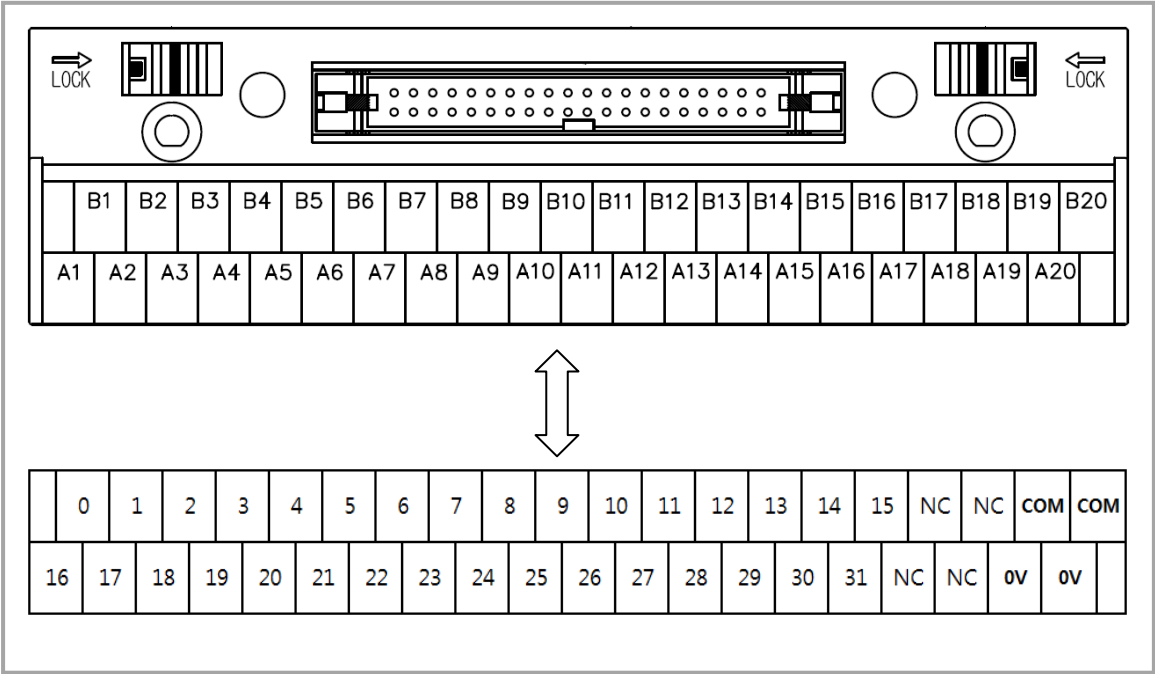 LOCK LOCK
B1 B2 B3 B4 B5 B6 B7 B8 B9 B10 B11 B12 B13 B14 B15 B16 B17 B18 B19 B20
A1 A2 A3 A4 A5 A6 A7 A8 A9 A10 A11 A12 A13 A14 A15 A16 A17 A18 A19 A20
0 1 2 3 4 5 6 7 8 9 10 11 12 13 14 15 NC NC COM COM
16 17 18 19 20 21 22 23 24 25 26 27 28 29 30 31 NC NC 0V 0V